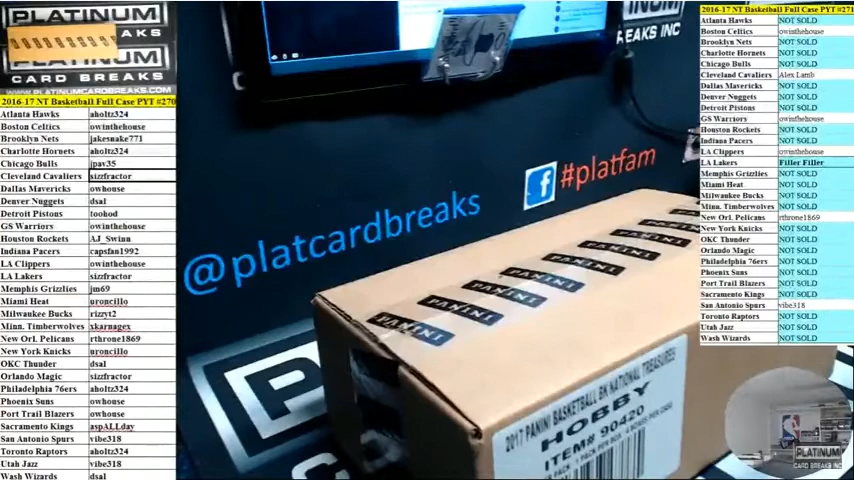 PLATINUM
AKS
PLATINUM
CARD BREAKS
WWW.PLATINUMCARDBREAKS.COM
2016-17 NT Basketball Full Case PYT #270
Atlanta Hawks aholtz324
Boston Celtics owinthehouse
Brooklyn Nets jakesnake771
Charlotte Hornets aholtz324
Chicago Bulls jpav35
Cleveland Cavaliers sizzfractor
Dallas Mavericks owhouse
Denver Nuggets dsal
Detroit Pistons toohod
GS Warriors owinthehouse
Houston Rockets AJ_Swinn
Indiana Pacers capsfan1992
LA Clippers owinthehouse
LA Lakers sizzfractor
Memphis Grizzlies jm69
Miami Heat uroncillo
Milwaukee Bucks rizzyt2
Minn. Timberwolves xkarnagex
New Orl. Pelicans rthrone1869
New York Knicks uroncillo
OKC Thunder dsal
Orlando Magic sizzfractor
Philadelphia 76ers aholtz324
Phoenix Suns owhouse
Port Trail Blazers owhouse
Sacramento Kings aspALLday
San Antonio Spurs vibe318
Toronto Raptors aholtz324
Utah Jazz vibe318
Wash Wizards dsal
PLATINUM
BREAKS INC
@platcardbreaks
#platfam
PANINI
PANINI
PANINI
PANINI
PANINI
PANINI
PANINI
PANINI
2017 PANINI BASKETBALL BK NATIONAL TREASURES
HOBBY
ITEM# 90420
2016-17 NT Basketball Full Case PYT #271
Atlanta Hawks NOT SOLD
Boston Celtics owinthehouse
Brooklyn Nets NOT SOLD
Charlotte Hornets NOT SOLD
Chicago Bulls NOT SOLD
Cleveland Cavaliers Alex Lamb
Dallas Mavericks NOT SOLD
Denver Nuggets NOT SOLD
Detroit Pistons NOT SOLD
GS Warriors owinthehouse
Houston Rockets NOT SOLD
Indiana Pacers NOT SOLD
LA Clippers owinthehouse
LA Lakers Filler Filler
Memphis Grizzlies NOT SOLD
Miami Heat NOT SOLD
Milwaukee Bucks NOT SOLD
Minn. Timberwolves NOT SOLD
New Orl. Pelicans rthrone1869
New York Knicks NOT SOLD
OKC Thunder NOT SOLD
Orlando Magic NOT SOLD
Philadelphia 76ers NOT SOLD
Phoenix Suns NOT SOLD
Port Trail Blazers NOT SOLD
Sacramento Kings NOT SOLD
San Antonio Spurs vibe318
Toronto Raptors NOT SOLD
Utah Jazz NOT SOLD
Wash Wizards NOT SOLD
PLATINUM
CARD BREAKS INC